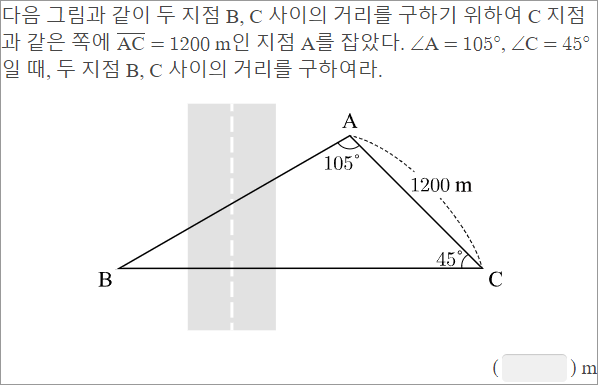 다음 그림과 같이 두 지점 B, C 사이의 거리를 구하기 위하여 C 지점
과 같은 쪽에 A̅C̅ = 1200 m인 지점 A를 잡았다. ∠A = 105°, ∠C = 45°
일 때, 두 지점 B, C 사이의 거리를 구하여라.
A
105°
1200 m
45°
B
C
( ) m